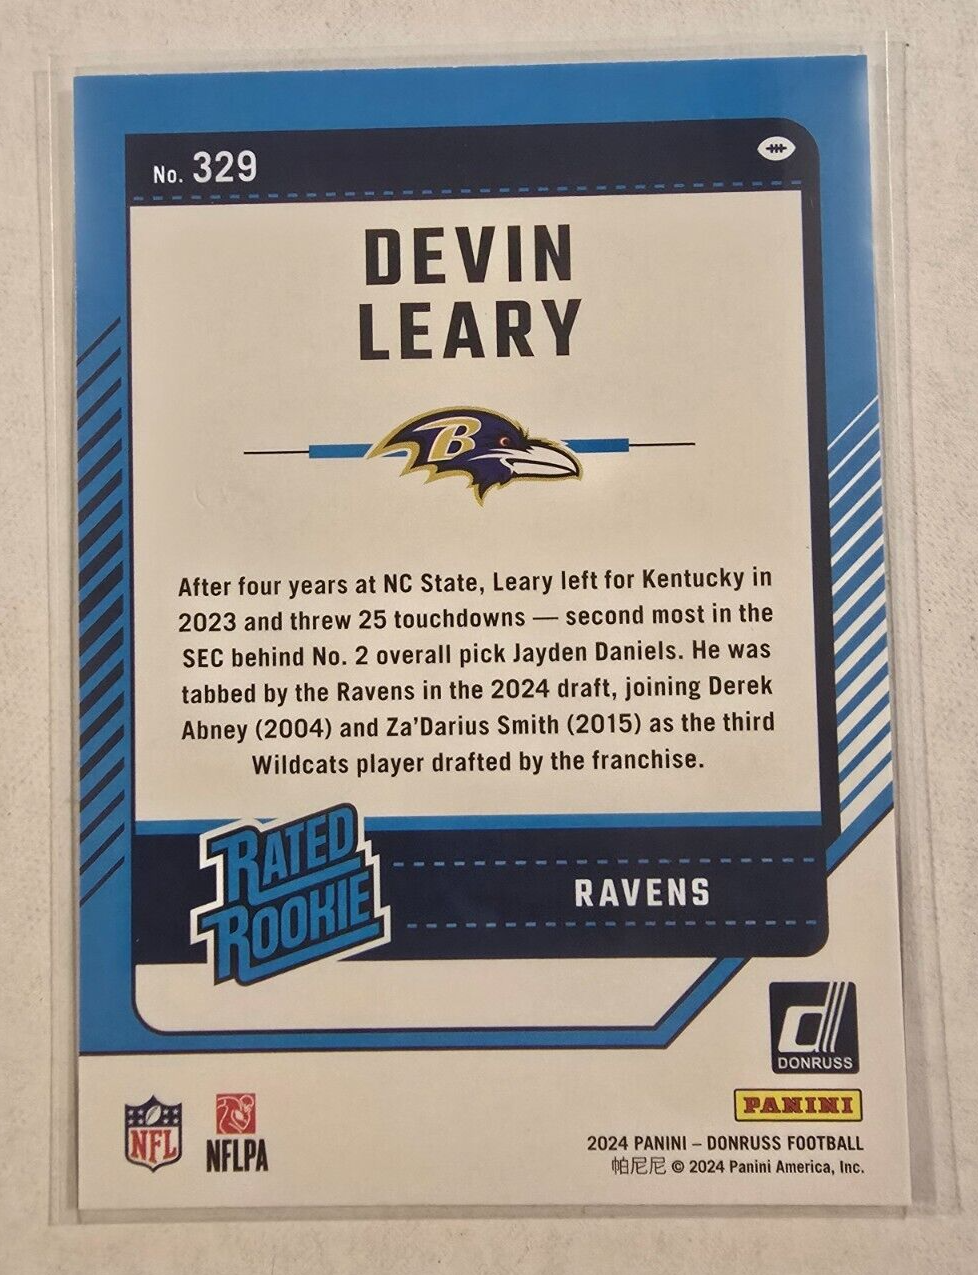 No. 329
DEVIN
LEARY
B
After four years at NC State, Leary left for Kentucky in
2023 and threw 25 touchdowns — second most in the
SEC behind No. 2 overall pick Jayden Daniels. He was
tabbed by the Ravens in the 2024 draft, joining Derek
Abney (2004) and Za'Darius Smith (2015) as the third
Wildcats player drafted by the franchise.
RATED
ROOKIE
RAVENS
d
DONRUSS
PANINI
NFL
NFLPA
2024 PANINI – DONRUSS FOOTBALL
帕尼尼 © 2024 Panini America, Inc.